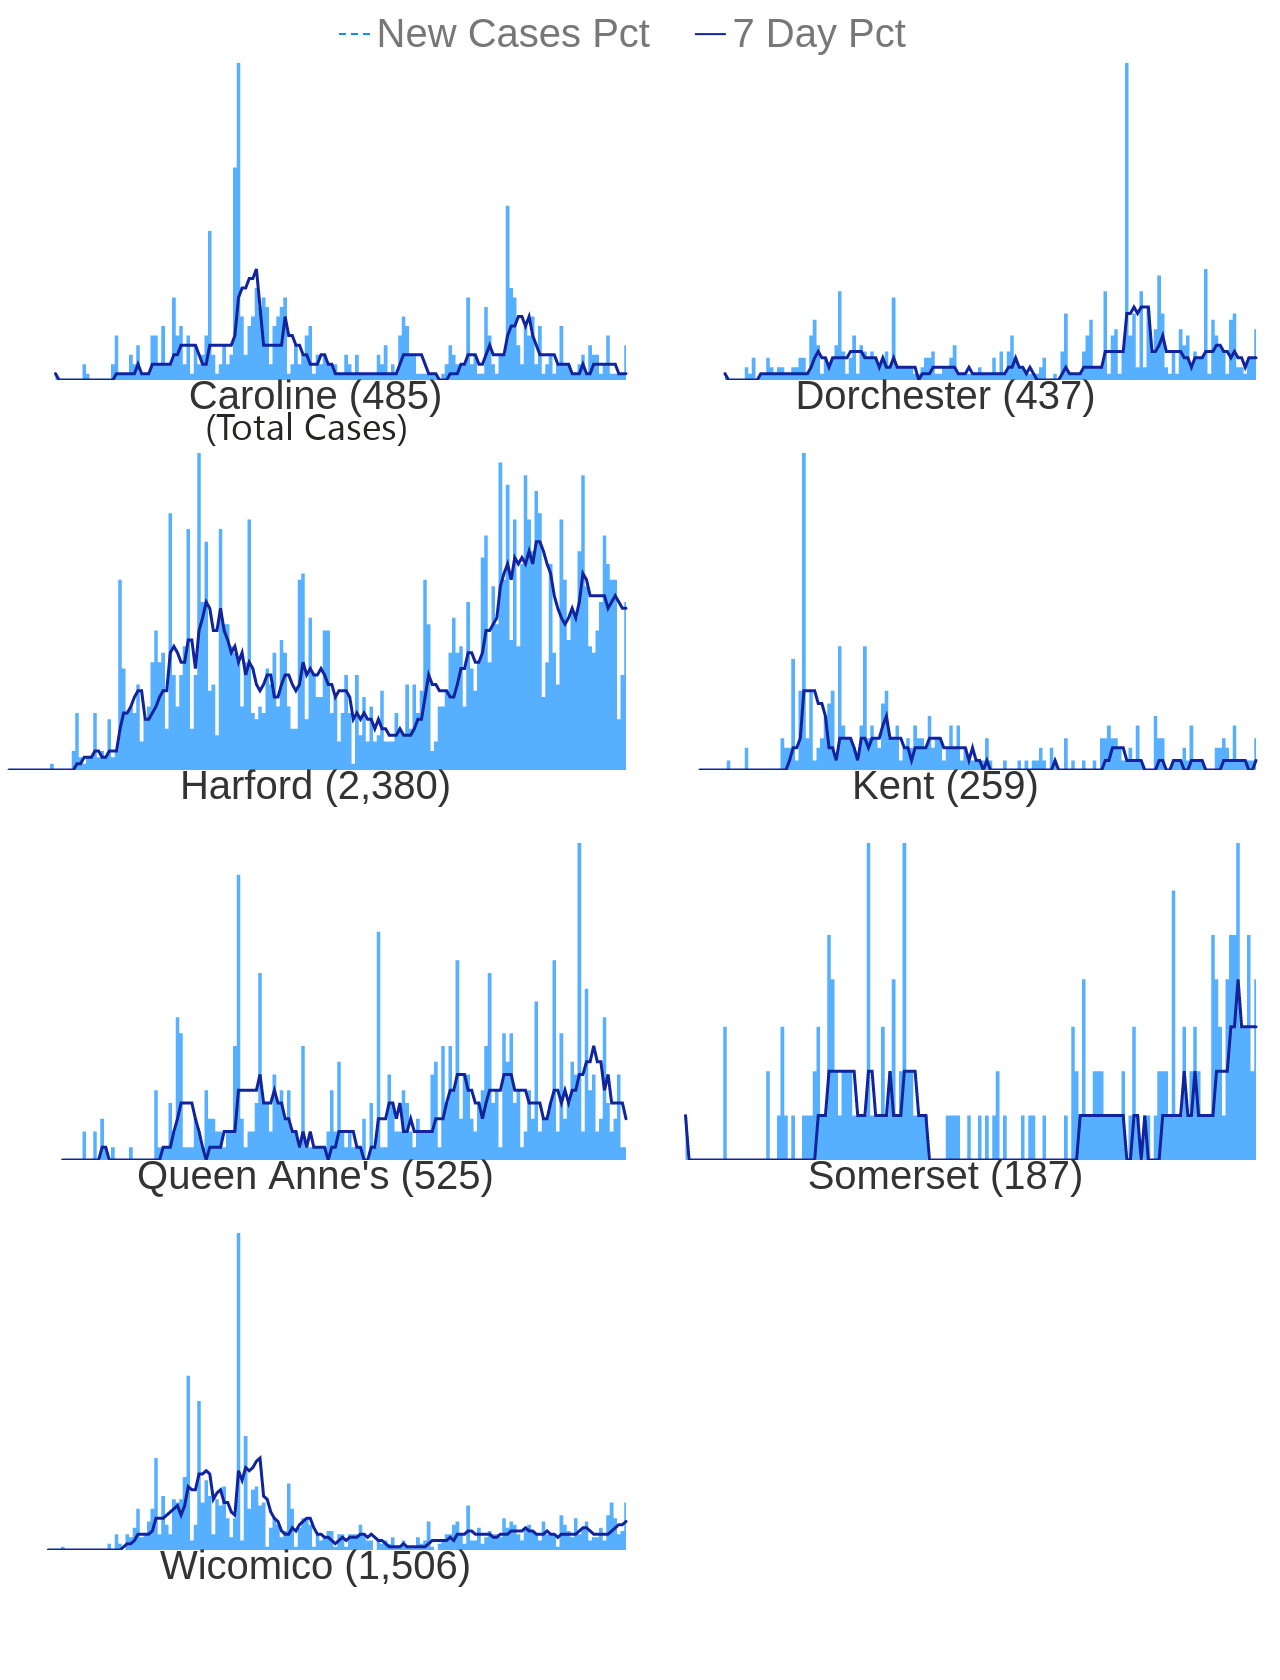 New Cases Pct 7 Day Pct
Caroline (485) Dorchester (437)
(Total Cases)
Harford (2,380) Kent (259)
Queen Anne's (525) Somerset (187)
Wicomico (1,506)